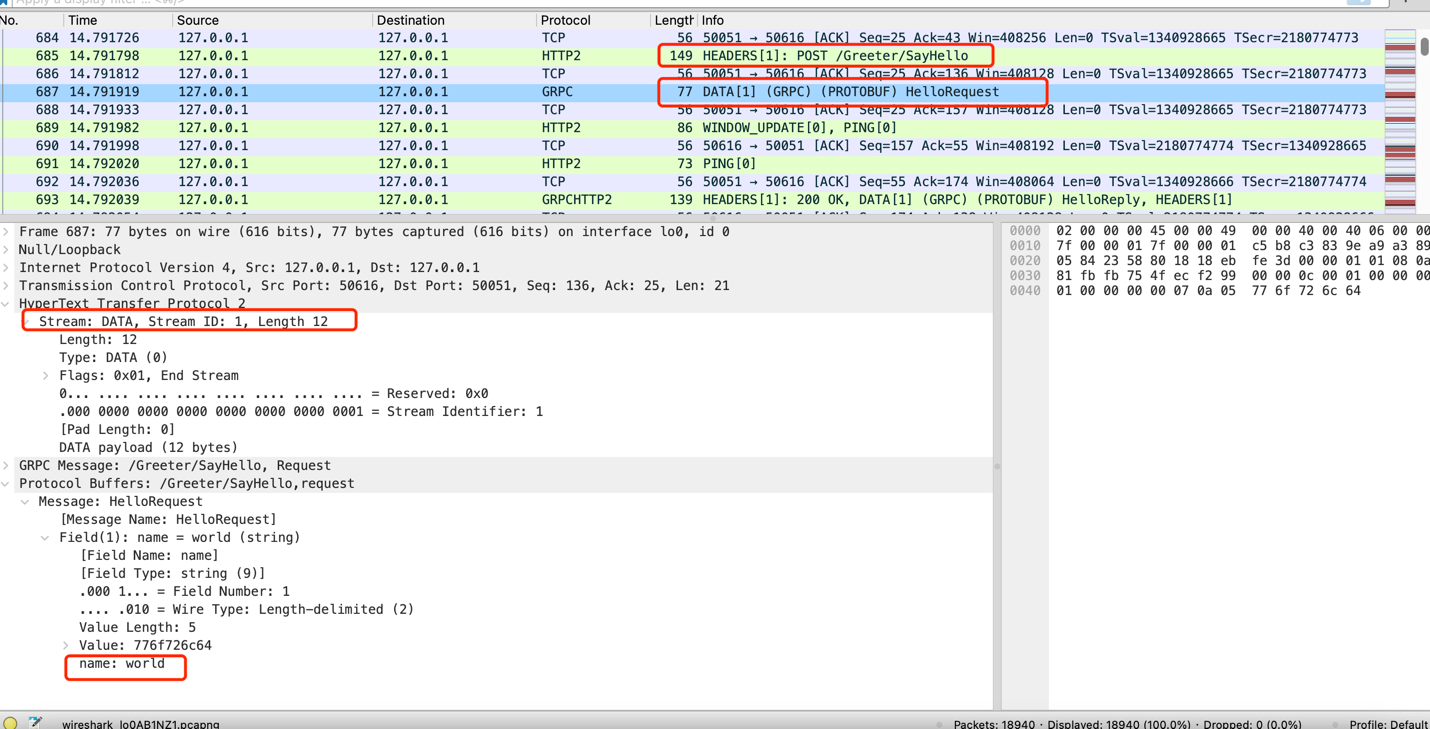 Apply a display filter ... <⌘/>
No. Time Source Destination Protocol Length Info
684 14.791726 127.0.0.1 127.0.0.1 TCP 56 50051 → 50616 [ACK] Seq=25 Ack=43 Win=408256 Len=0 TSval=1340928665 TSecr=2180774773
685 14.791798 127.0.0.1 127.0.0.1 HTTP2 149 HEADERS[1]: POST /Greeter/SayHello
686 14.791812 127.0.0.1 127.0.0.1 TCP 56 50051 → 50616 [ACK] Seq=25 Ack=136 Win=408128 Len=0 TSval=1340928665 TSecr=2180774773
687 14.791919 127.0.0.1 127.0.0.1 GRPC 77 DATA[1] (GRPC) (PROTOBUF) HelloRequest
688 14.791933 127.0.0.1 127.0.0.1 TCP 56 50051 → 50616 [ACK] Seq=25 Ack=157 Win=408128 Len=0 TSval=1340928665 TSecr=2180774773
689 14.791982 127.0.0.1 127.0.0.1 HTTP2 86 WINDOW_UPDATE[0], PING[0]
690 14.791998 127.0.0.1 127.0.0.1 TCP 56 50616 → 50051 [ACK] Seq=157 Ack=55 Win=408192 Len=0 TSval=2180774774 TSecr=1340928665
691 14.792020 127.0.0.1 127.0.0.1 HTTP2 73 PING[0]
692 14.792036 127.0.0.1 127.0.0.1 TCP 56 50051 → 50616 [ACK] Seq=55 Ack=174 Win=408064 Len=0 TSval=1340928666 TSecr=2180774774
693 14.792039 127.0.0.1 127.0.0.1 GRPCHTTP2 139 HEADERS[1]: 200 OK, DATA[1] (GRPC) (PROTOBUF) HelloReply, HEADERS[1]
Frame 687: 77 bytes on wire (616 bits), 77 bytes captured (616 bits) on interface lo0, id 0
Null/Loopback
Internet Protocol Version 4, Src: 127.0.0.1, Dst: 127.0.0.1
Transmission Control Protocol, Src Port: 50616, Dst Port: 50051, Seq: 136, Ack: 25, Len: 21
HyperText Transfer Protocol 2
Stream: DATA, Stream ID: 1, Length 12
Length: 12
Type: DATA (0)
Flags: 0x01, End Stream
0... .... .... .... .... .... .... .... = Reserved: 0x0
.000 0000 0000 0000 0000 0000 0000 0001 = Stream Identifier: 1
[Pad Length: 0]
DATA payload (12 bytes)
GRPC Message: /Greeter/SayHello, Request
Protocol Buffers: /Greeter/SayHello,request
Message: HelloRequest
[Message Name: HelloRequest]
Field(1): name = world (string)
[Field Name: name]
[Field Type: string (9)]
.000 1... = Field Number: 1
.... .010 = Wire Type: Length-delimited (2)
Value Length: 5
Value: 776f726c64
name: world
0000 02 00 00 00 45 00 00 49 00 00 40 00 40 06 00 00
0010 7f 00 00 01 7f 00 00 01 c5 b8 c3 83 9e a9 a3 89
0020 05 84 23 58 80 18 18 eb fe 3d 00 00 01 01 08 0a
0030 81 fb fb 75 4f ec f2 99 00 00 0c 00 01 00 00 00
0040 01 00 00 00 00 07 0a 05 77 6f 72 6c 64
wireshark_lo0AB1NZ1.pcapng Packets: 18940 · Displayed: 18940 (100.0%) · Dropped: 0 (0.0%) Profile: Default